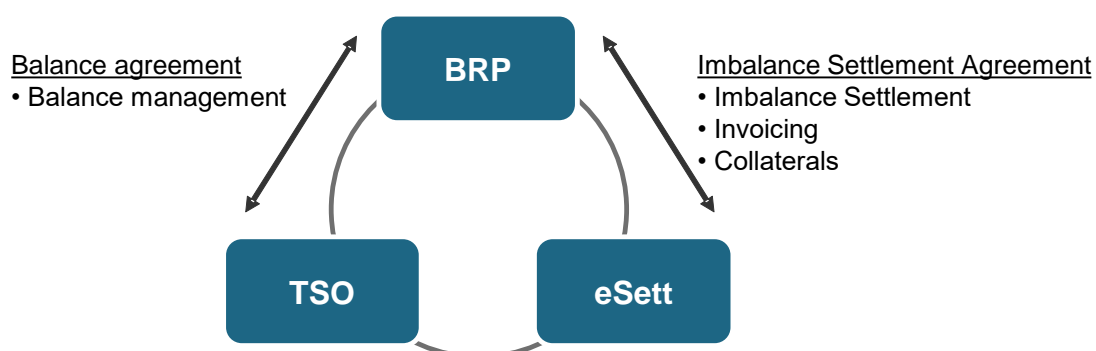 BRP
Balance agreement
• Balance management
Imbalance Settlement Agreement
• Imbalance Settlement
• Invoicing
• Collaterals
TSO
eSett